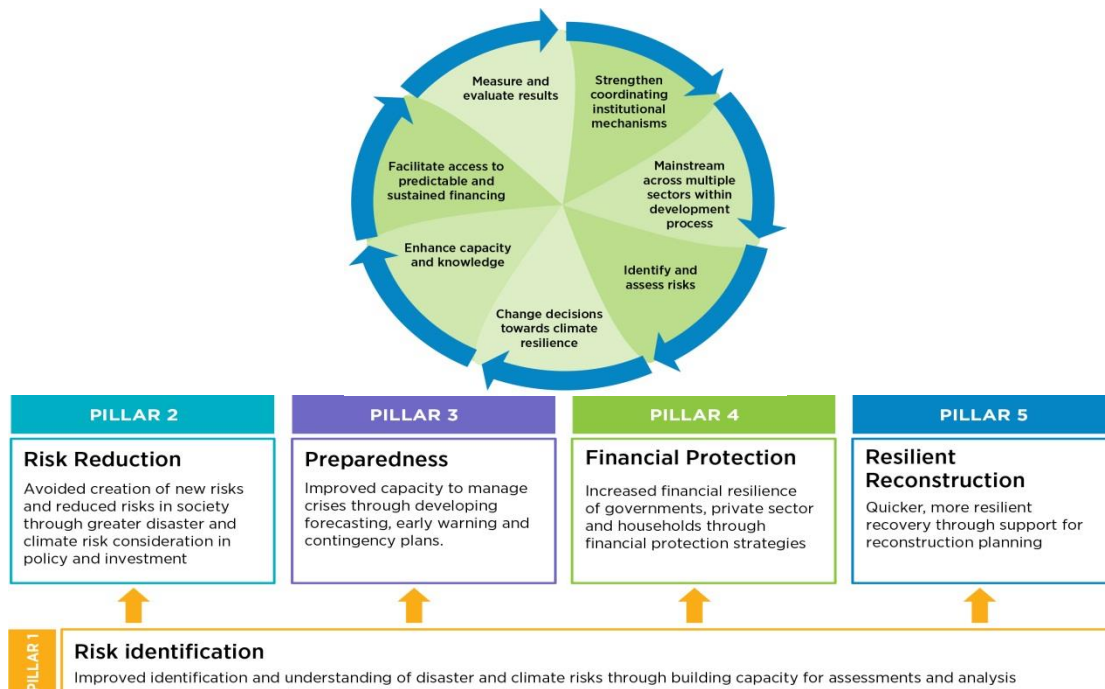 Measure and
evaluate results
Strengthen
coordinating
institutional
mechanisms
Facilitate access to
predictable and
sustained financing
Mainstream
across multiple
sectors within
development
process
Enhance capacity
and knowledge
Identify and
assess risks
Change decisions
towards climate
resilience
PILLAR 2
Risk Reduction
Avoided creation of new risks
and reduced risks in society
through greater disaster and
climate risk consideration in
policy and investment
PILLAR 3
Preparedness
Improved capacity to manage
crises through developing
forecasting, early warning and
contingency plans.
PILLAR 4
Financial Protection
Increased financial resilience
of governments, private sector
and households through
financial protection strategies
PILLAR 5
Resilient
Reconstruction
Quicker, more resilient
recovery through support for
reconstruction planning
PILLAR 1
Risk identification
Improved identification and understanding of disaster and climate risks through building capacity for assessments and analysis